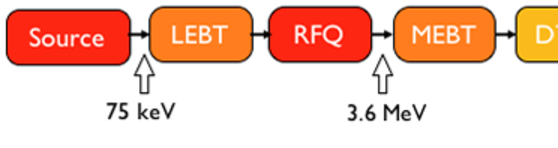 Source LEBT RFQ MEBT D
75 keV 3.6 MeV